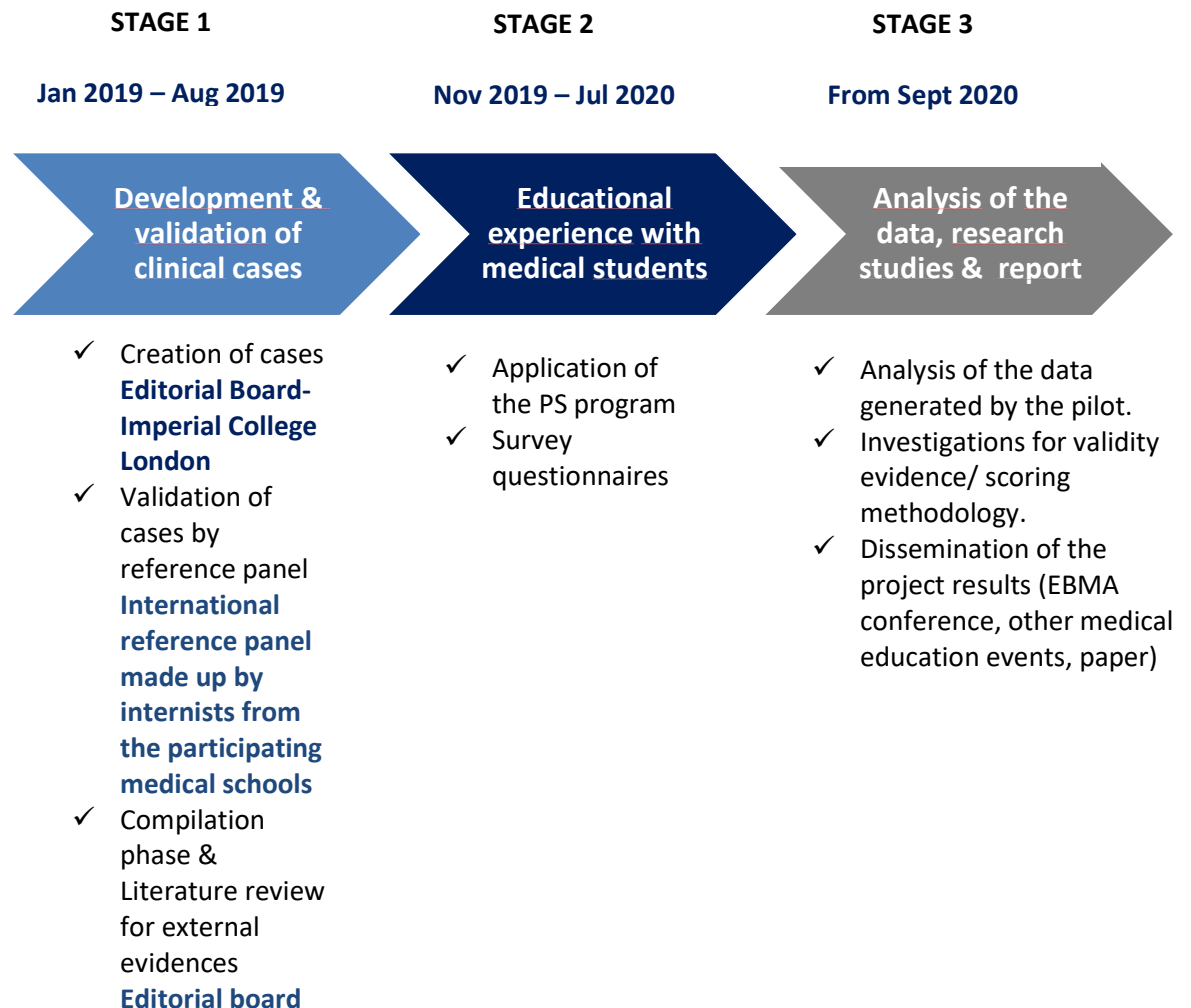 STAGE 1
Jan 2019 – Aug 2019
Development &
validation of
clinical cases
✓ Creation of cases
Editorial Board-
Imperial College
London
✓ Validation of
cases by
reference panel
International
reference panel
made up by
internists from
the participating
medical schools
✓ Compilation
phase &
Literature review
for external
evidences
Editorial board
STAGE 2
Nov 2019 – Jul 2020
Educational
experience with
medical students
✓ Application of
the PS program
✓ Survey
questionnaires
STAGE 3
From Sept 2020
Analysis of the
data, research
studies & report
✓ Analysis of the data
generated by the pilot.
✓ Investigations for validity
evidence/ scoring
methodology.
✓ Dissemination of the
project results (EBMA
conference, other medical
education events, paper)